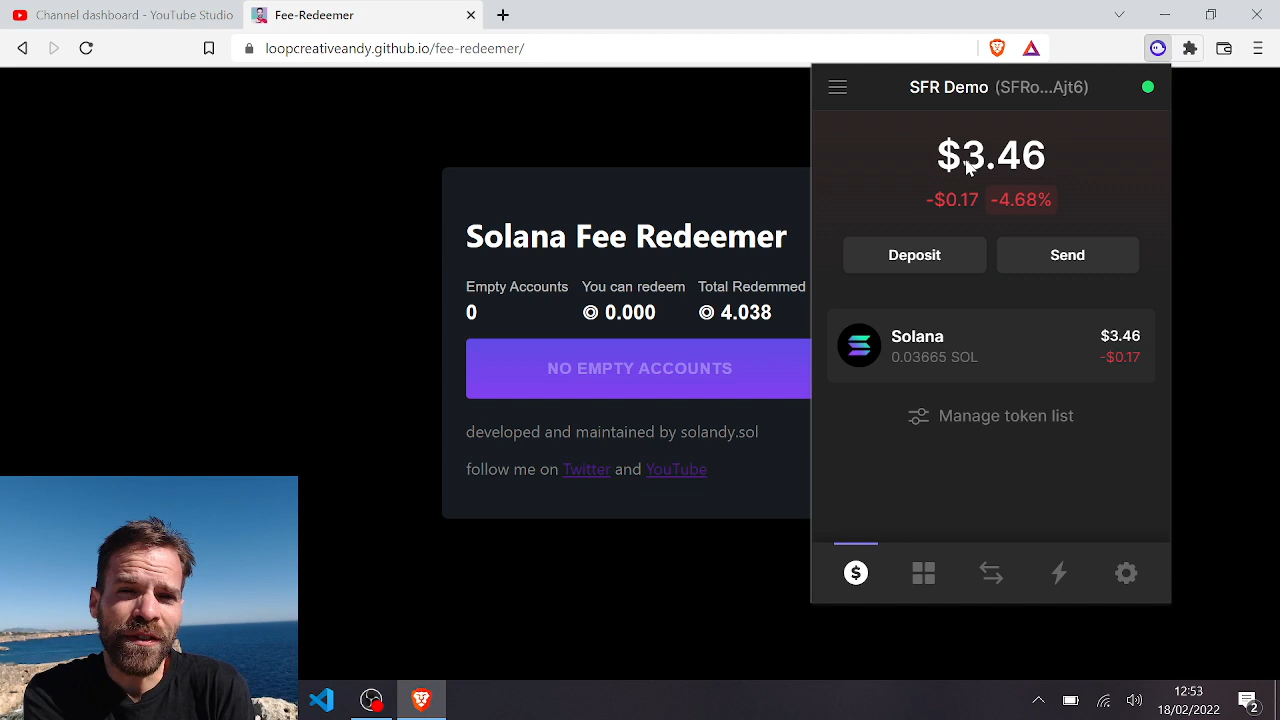 Channel dashboard - YouTube Studio
Fee-Redeemer
loopcreativeandy.github.io/fee-redeemer/
SFR Demo (SFRo...Ajt6)
$3.46
-$0.17 -4.68%
Deposit Send
Solana $3.46
0.03665 SOL -$0.17
Manage token list
Solana Fee Redeemer
Empty Accounts You can redeem Total Redemmed
0 0.000 4.038
NO EMPTY ACCOUNTS
developed and maintained by solandy.sol
follow me on Twitter and YouTube
12:53
18/02/2022
2